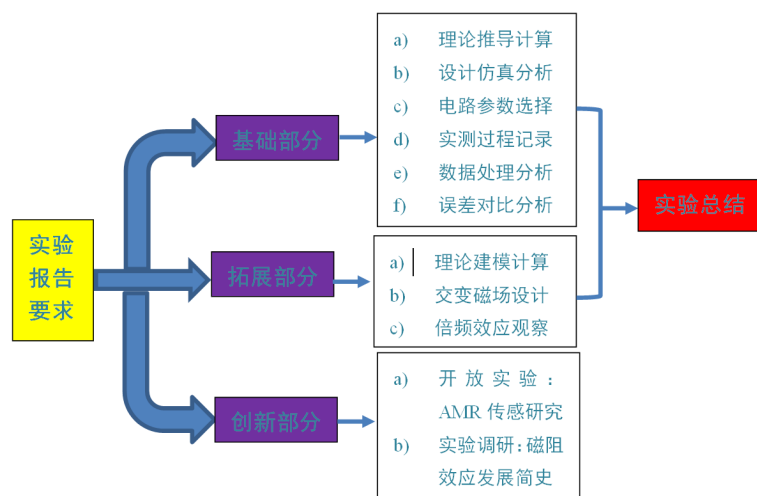 实验
报告
要求
基础部分
a) 理论推导计算
b) 设计仿真分析
c) 电路参数选择
d) 实测过程记录
e) 数据处理分析
f) 误差对比分析
拓展部分
a) 理论建模计算
b) 交变磁场设计
c) 倍频效应观察
创新部分
a) 开放实验：
AMR 传感研究
b) 实验调研：磁阻
效应发展简史
实验总结